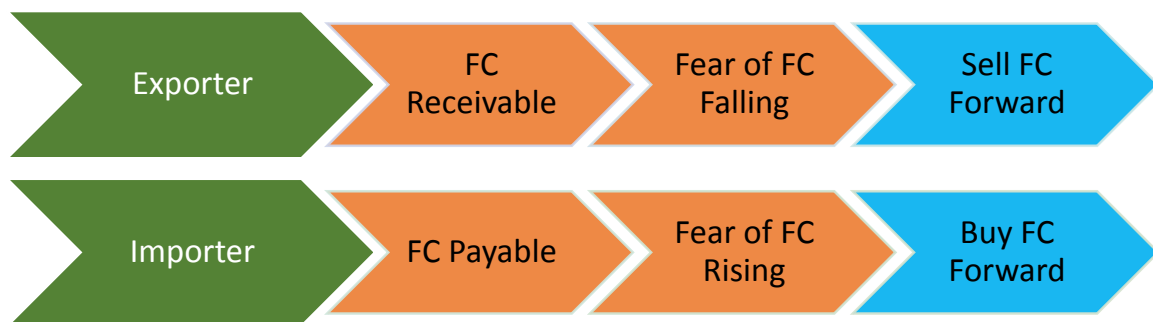 Exporter
FC
Receivable
Fear of FC
Falling
Sell FC
Forward
Importer
FC Payable
Fear of FC
Rising
Buy FC
Forward